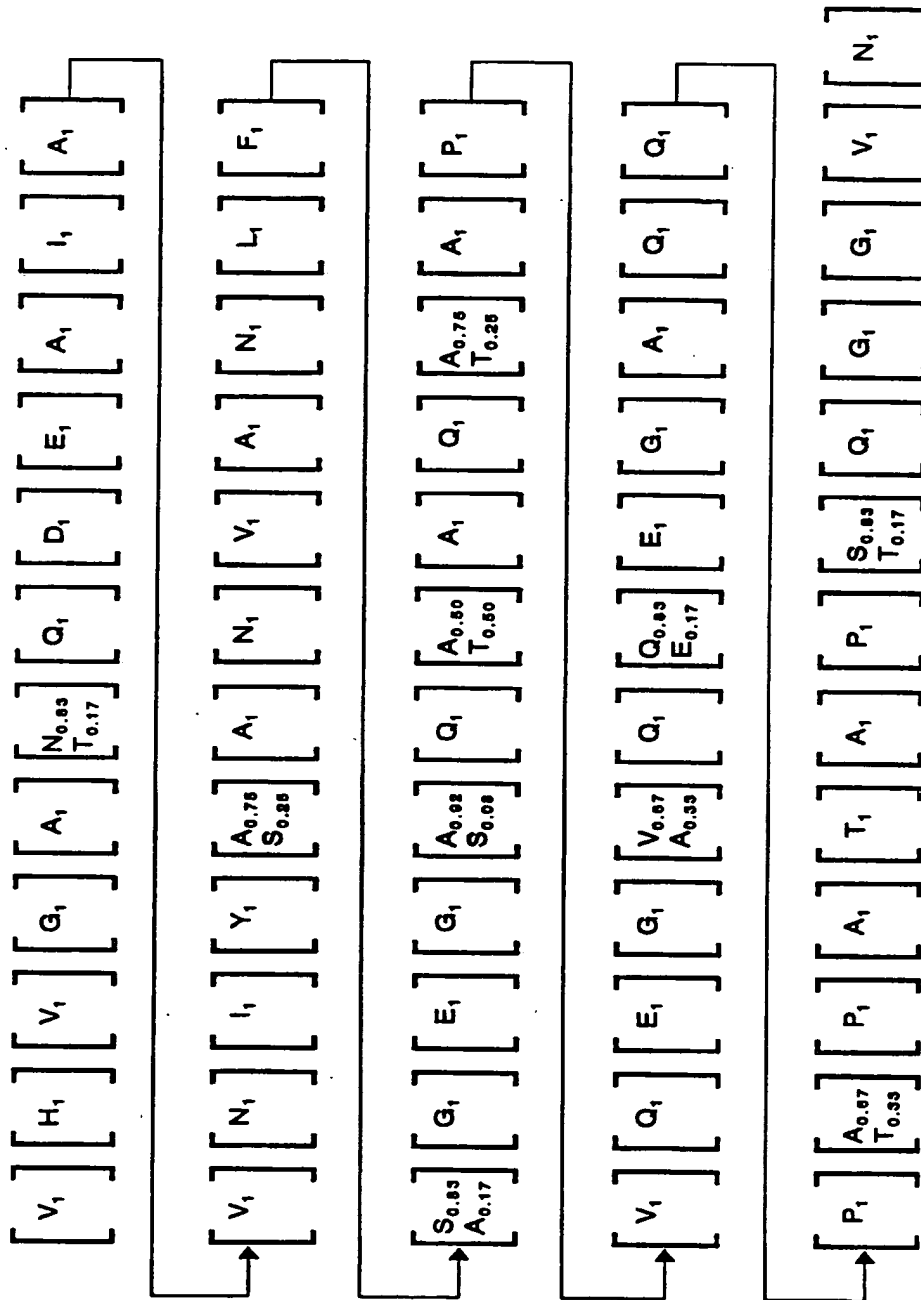 V₁ H₁ V₁ G₁ A₁ N₀.₈₃ Q₁ D₁ E₁ A₁ I₁ A₁
T₀.₁₇
V₁ N₁ I₁ Y₁ A₀.₇₅ A₁ N₁ V₁ A₁ N₁ L₁ F₁
S₀.₂₅
S₀.₈₃ G₁ E₁ G₁ A₀.₉₂ Q₁ A₀.₅₀ A₁ Q₁ A₀.₇₅ A₁ P₁
A₀.₁₇ S₀.₀₈ T₀.₅₀ T₀.₂₅
V₁ Q₁ E₁ G₁ V₀.₆₇ Q₁ Q₀.₈₃ E₁ G₁ A₁ Q₁ Q₁
A₀.₃₃ E₀.₁₇
P₁ A₀.₆₇ P₁ A₁ T₁ A₁ P₁ S₀.₈₃ Q₁ G₁ G₁ V₁ N₁
T₀.₃₃ T₀.₁₇